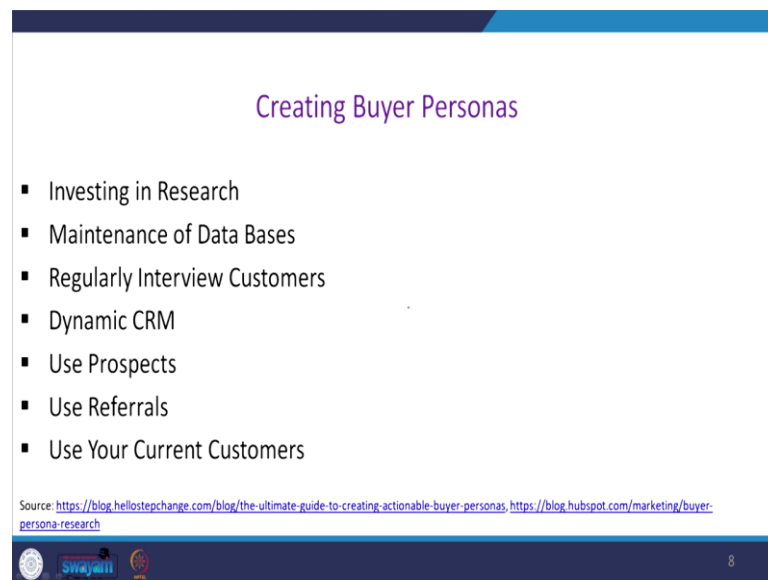 Creating Buyer Personas
▪ Investing in Research
▪ Maintenance of Data Bases
▪ Regularly Interview Customers
▪ Dynamic CRM
▪ Use Prospects
▪ Use Referrals
▪ Use Your Current Customers
Source: https://blog.hellostepchange.com/blog/the-ultimate-guide-to-creating-actionable-buyer-personas, https://blog.hubspot.com/marketing/buyer-
persona-research
swayam 8